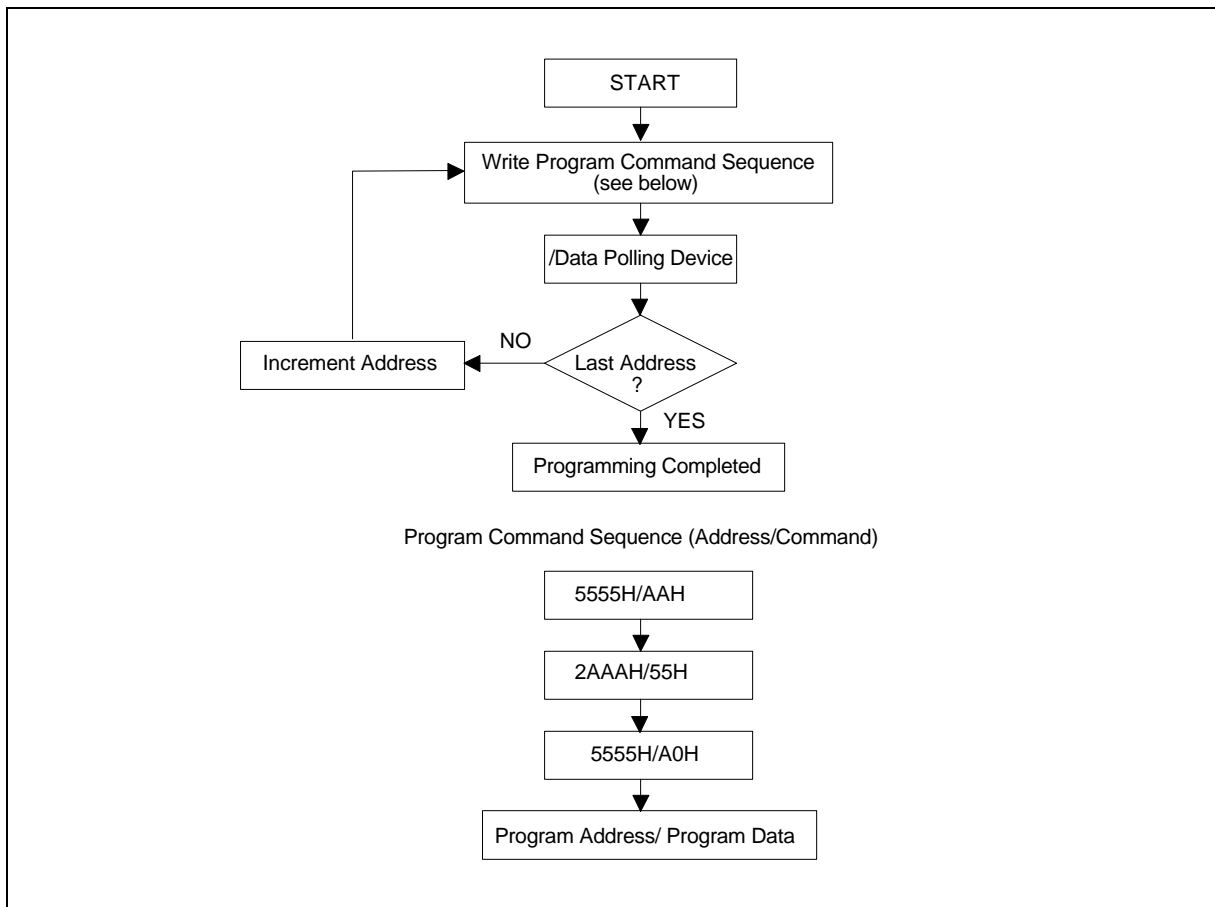 START
Write Program Command Sequence
(see below)
/Data Polling Device
NO
Increment Address
Last Address
?
YES
Programming Completed
Program Command Sequence (Address/Command)
5555H/AAH
2AAAH/55H
5555H/A0H
Program Address/ Program Data